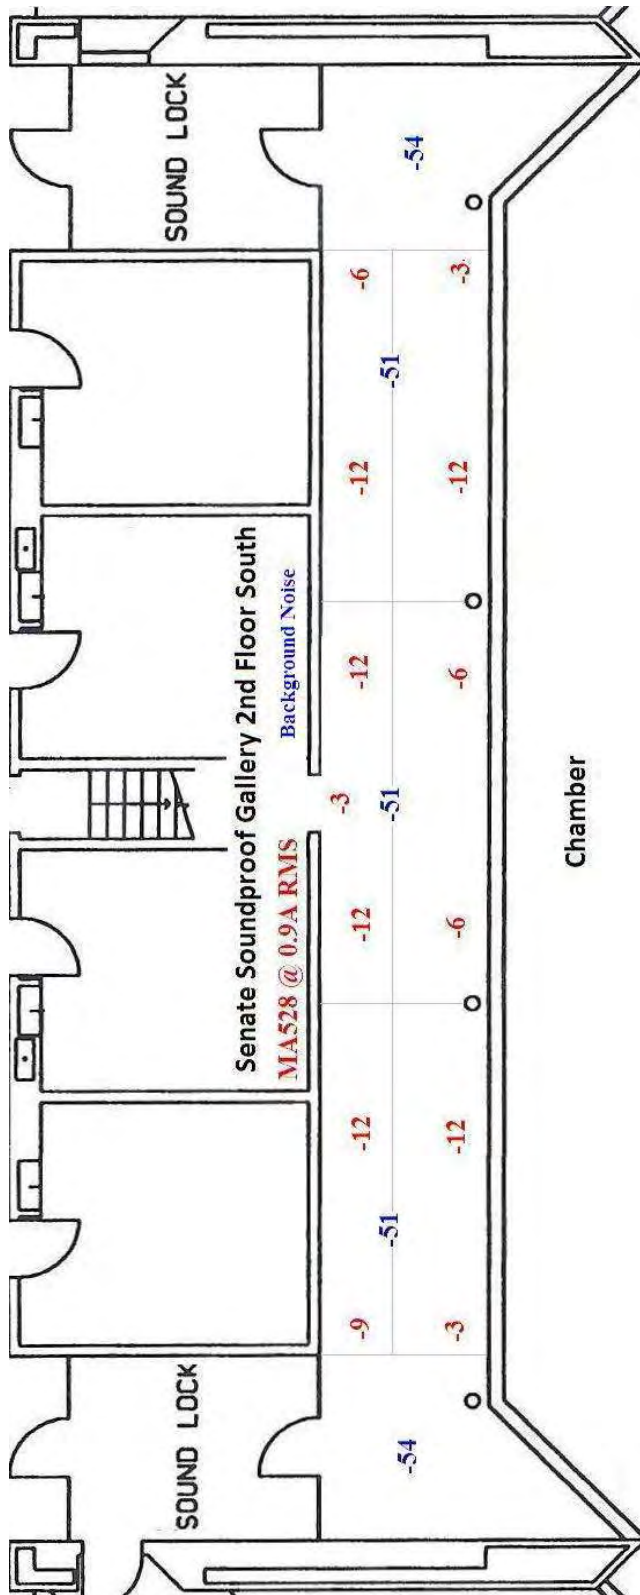 SOUND LOCK
SOUND LOCK
Senate Soundproof Gallery 2nd Floor South
MA528 @ 0.9A RMS
Background Noise
-3
-9 -12 -12 -12 -12 -6
-54 -51 -51 -51 -54
-3 -12 -6 -6 -12 -3
Chamber